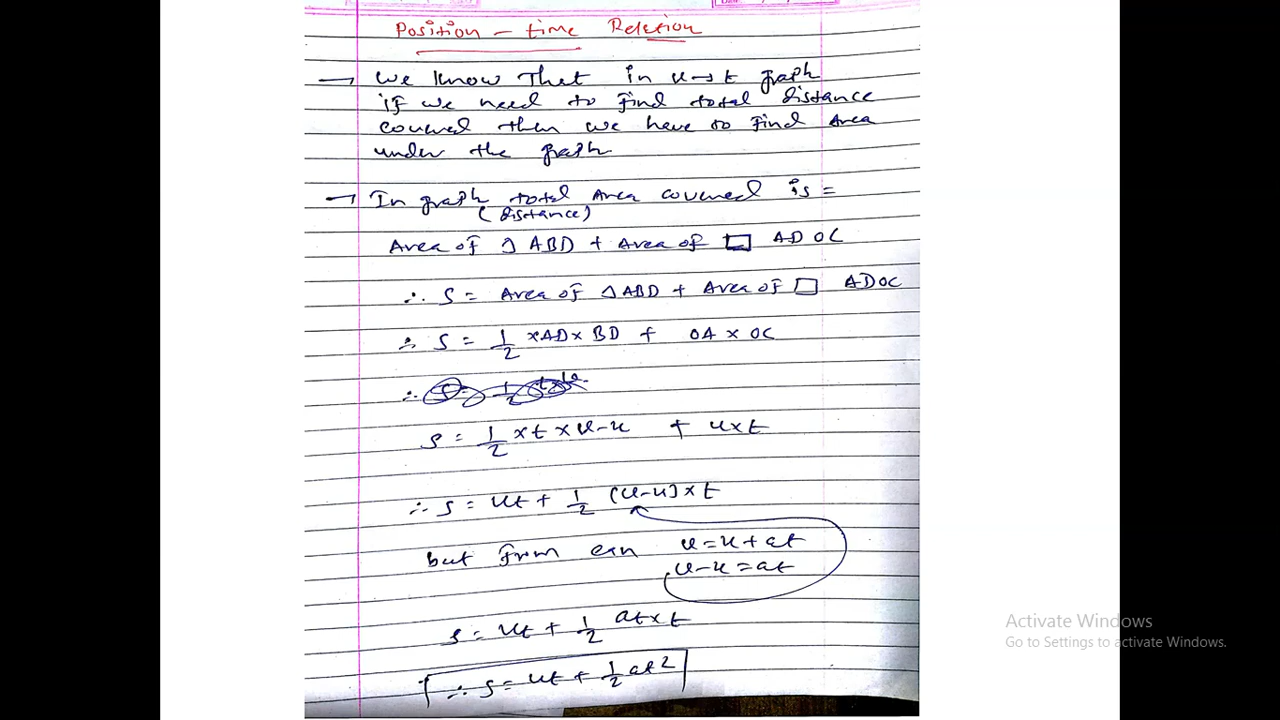 Position - time Relation
→ We know That in v→t graph
if we need to find total distance
covered then we have to find Area
under the graph
→ In graph total Area covered is =
(distance)
Area of △ ABD + Area of ▭ ADOC
∴ S = Area of △ ABD + Area of □ ADOC
∴ S = 1/2 × AD × BD + OA × OC
S = 1/2 × t × v-u + u×t
∴ S = ut + 1/2 (v-u) × t
but from eqn v = u + at
v-u = at
S = ut + 1/2 at × t
∴ S = ut + 1/2 at²
Activate Windows
Go to Settings to activate Windows.